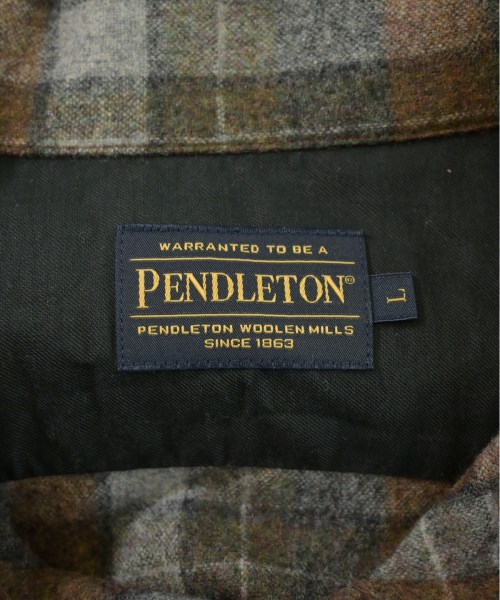 WARRANTED TO BE A
PENDLETON®
PENDLETON WOOLEN MILLS
SINCE 1863
L